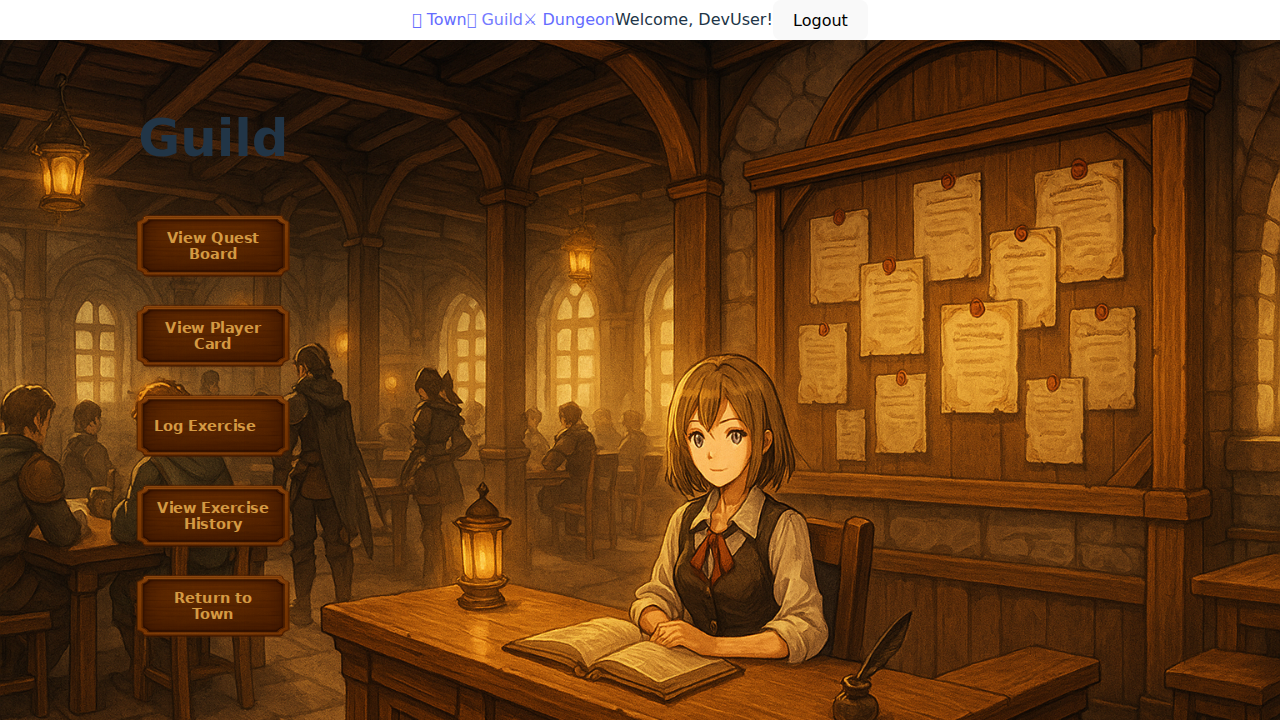 Town Guild⚔ Dungeon Welcome, DevUser! Logout
Guild
View Quest
Board
View Player
Card
Log Exercise
View Exercise
History
Return to
Town